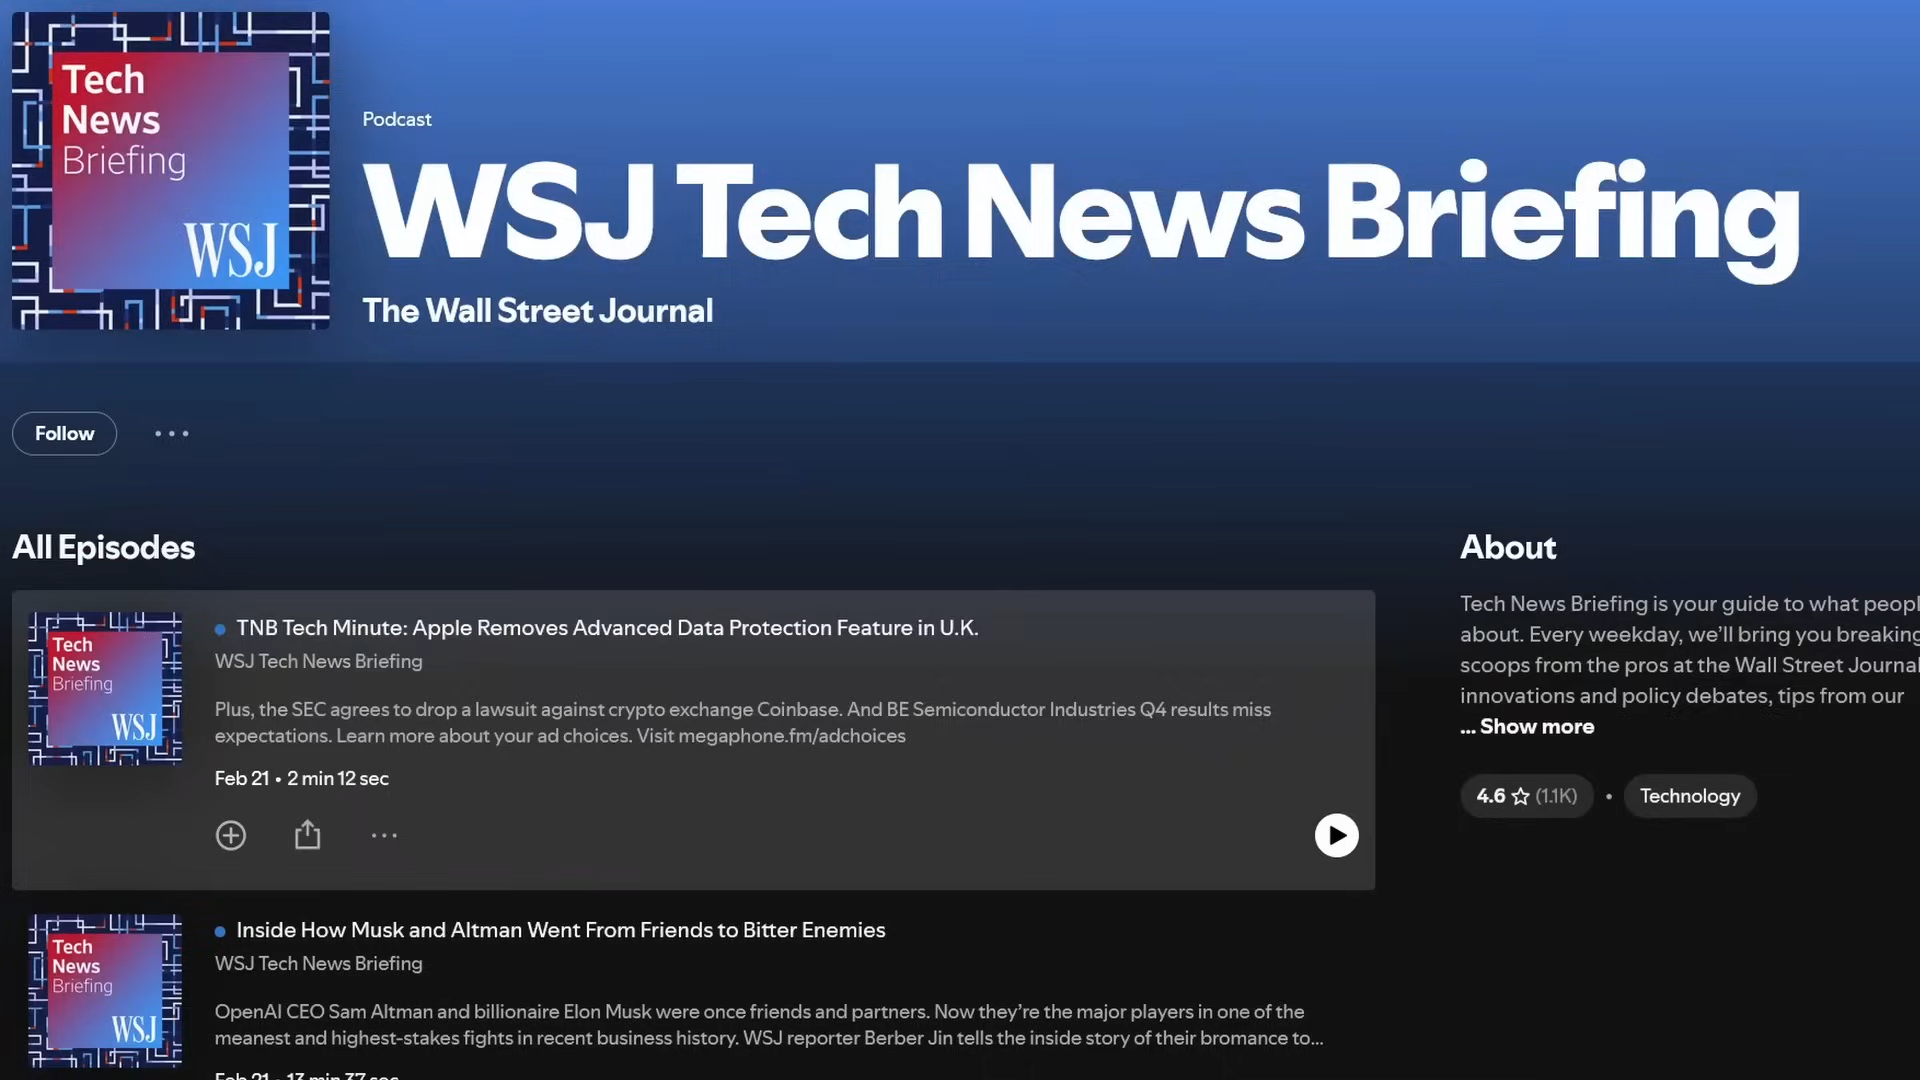 Tech
News
Briefing
WSJ
Podcast
WSJ Tech News Briefing
The Wall Street Journal
Follow
All Episodes
Tech
News
Briefing
WSJ
TNB Tech Minute: Apple Removes Advanced Data Protection Feature in U.K.
WSJ Tech News Briefing
Plus, the SEC agrees to drop a lawsuit against crypto exchange Coinbase. And BE Semiconductor Industries Q4 results miss
expectations. Learn more about your ad choices. Visit megaphone.fm/adchoices
Feb 21 • 2 min 12 sec
Tech
News
Briefing
WSJ
Inside How Musk and Altman Went From Friends to Bitter Enemies
WSJ Tech News Briefing
OpenAI CEO Sam Altman and billionaire Elon Musk were once friends and partners. Now they’re the major players in one of the
meanest and highest-stakes fights in recent business history. WSJ reporter Berber Jin tells the inside story of their bromance to...
Feb 21 • 13 min 37 sec
About
Tech News Briefing is your guide to what peopl
about. Every weekday, we’ll bring you breaking
scoops from the pros at the Wall Street Journal
innovations and policy debates, tips from our
... Show more
4.6 (1.1K) • Technology